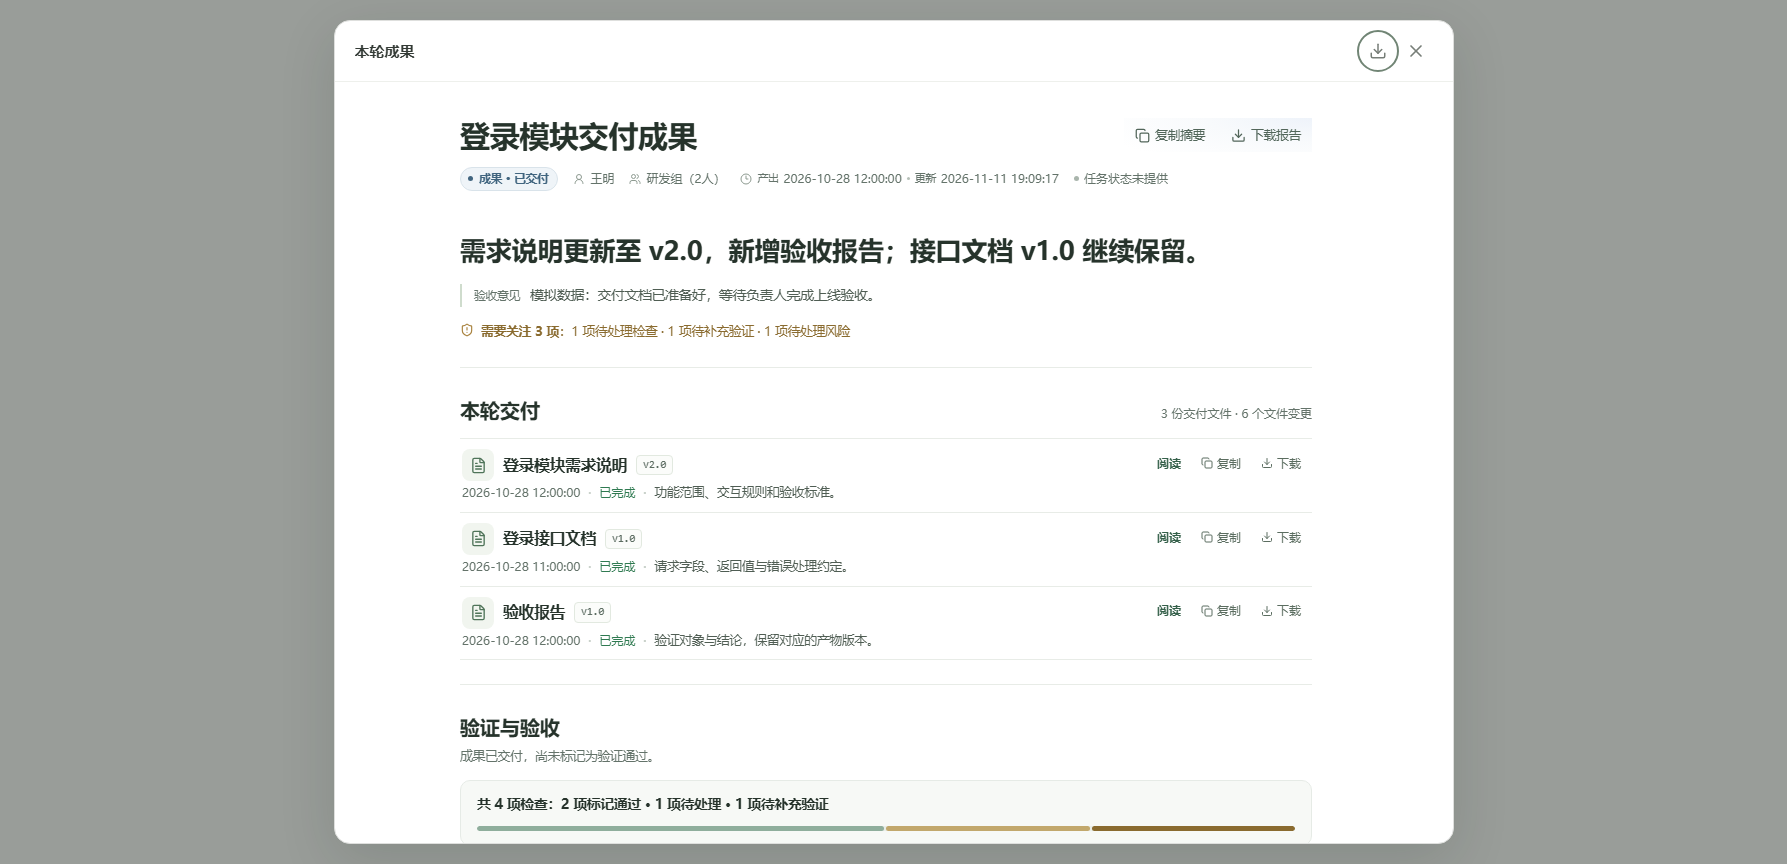 本轮成果
登录模块交付成果
复制摘要 下载报告
成果 • 已交付 王明 研发组（2人） 产出 2026-10-28 12:00:00 • 更新 2026-11-11 19:09:17 • 任务状态未提供
需求说明更新至 v2.0，新增验收报告；接口文档 v1.0 继续保留。
验收意见 模拟数据：交付文档已准备好，等待负责人完成上线验收。
需要关注 3 项：1 项待处理检查 · 1 项待补充验证 · 1 项待处理风险
本轮交付
3 份交付文件 · 6 个文件变更
登录模块需求说明 v2.0 阅读 复制 下载
2026-10-28 12:00:00 · 已完成 · 功能范围、交互规则和验收标准。
登录接口文档 v1.0 阅读 复制 下载
2026-10-28 11:00:00 · 已完成 · 请求字段、返回值与错误处理约定。
验收报告 v1.0 阅读 复制 下载
2026-10-28 12:00:00 · 已完成 · 验证对象与结论，保留对应的产物版本。
验证与验收
成果已交付，尚未标记为验证通过。
共 4 项检查：2 项标记通过 • 1 项待处理 • 1 项待补充验证